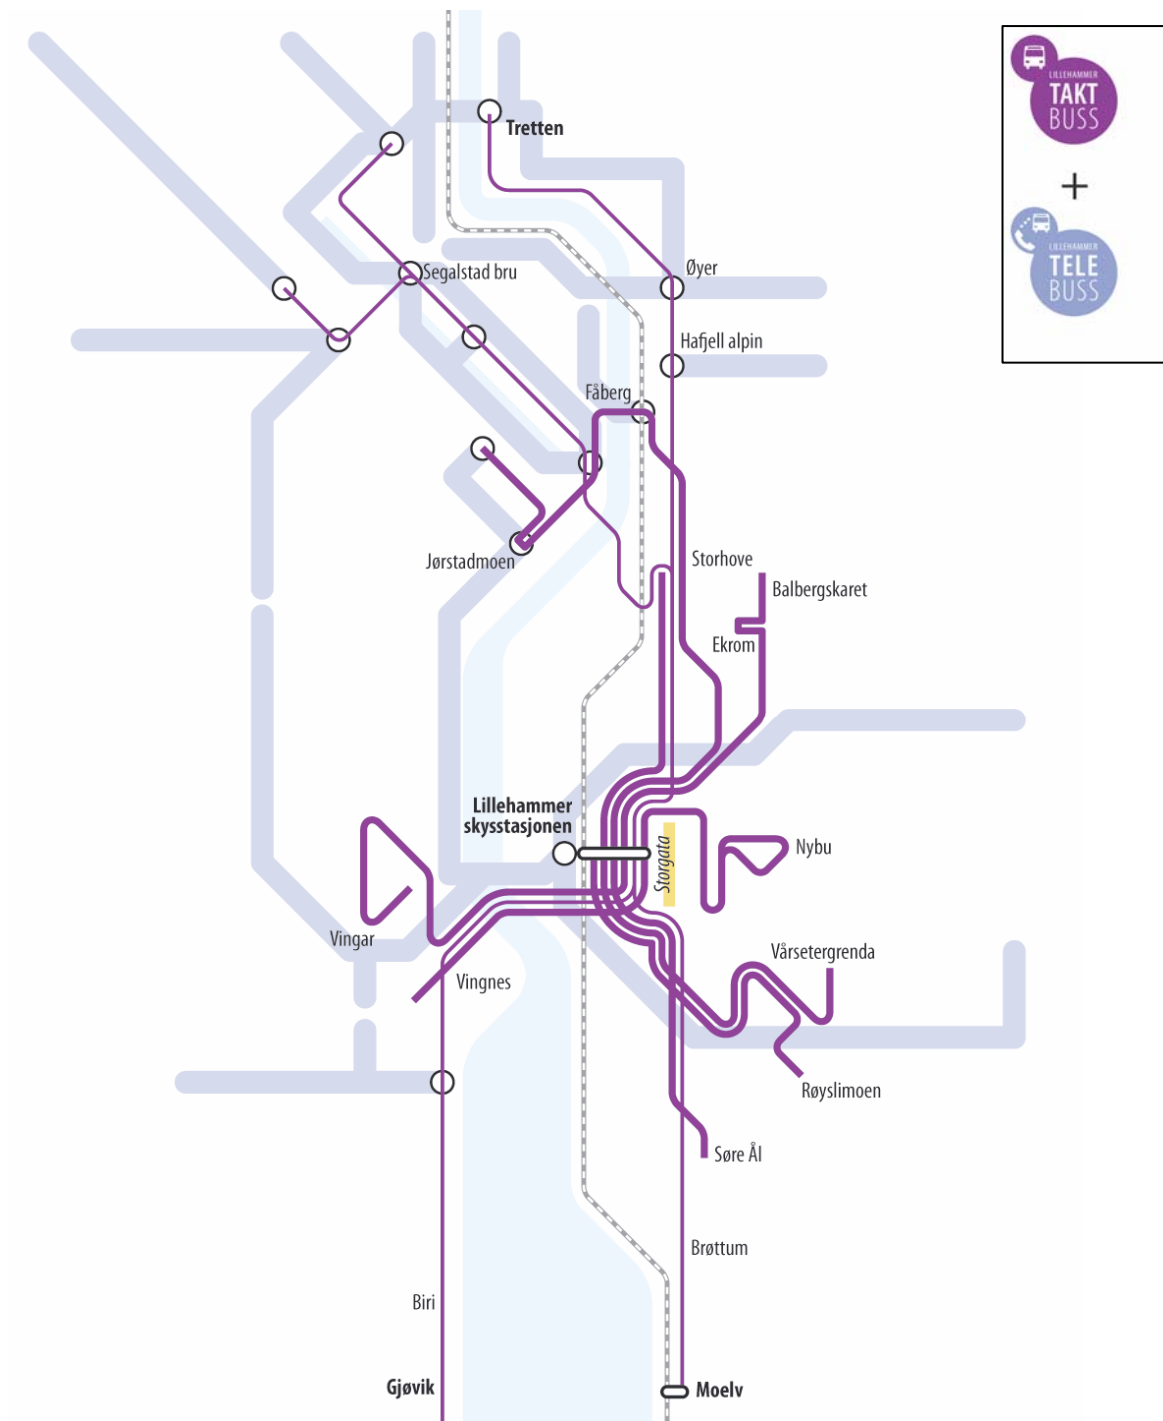 LILLEHAMMER
TAKT
BUSS
+
LILLEHAMMER
TELE
BUSS
Tretten
Segalstad bru
Øyer
Hafjell alpin
Fåberg
Jørstadmoen
Storhove
Balbergskaret
Ekrom
Lillehammer
skysstasjonen
Storgata
Nybu
Vingar
Vingnes
Vårsetergrenda
Røyslimoen
Søre Ål
Brøttum
Biri
Gjøvik
Moelv